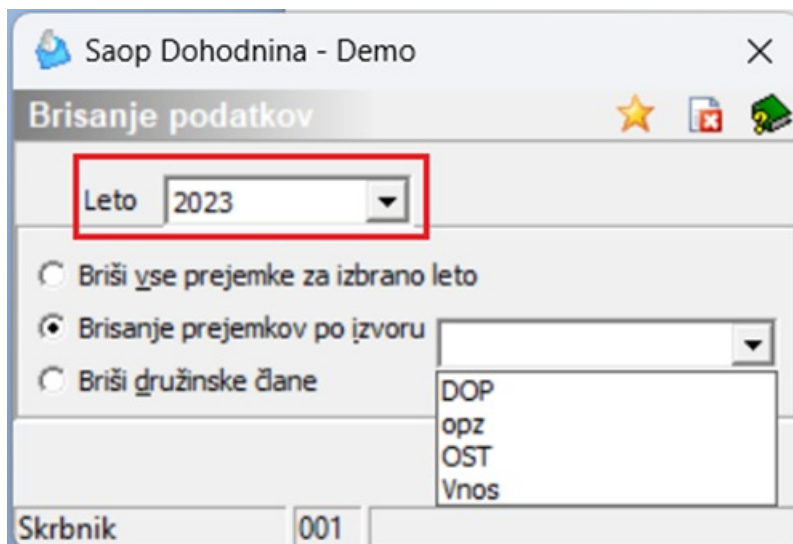 Saop Dohodnina - Demo
Brisanje podatkov
Leto 2023
Briši vse prejemke za izbrano leto
Brisanje prejemkov po izvoru
Briši družinske člane
DOP
opz
OST
Vnos
Skrbnik 001